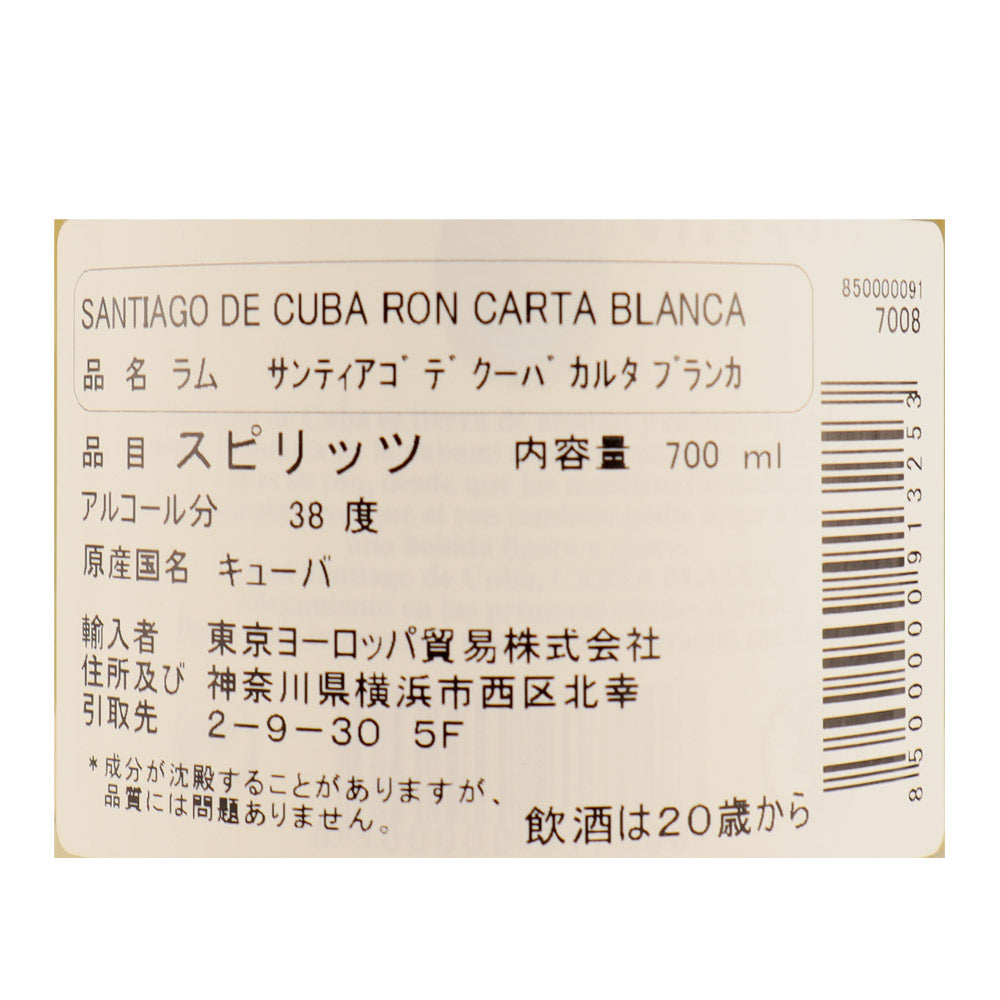 SANTIAGO DE CUBA RON CARTA BLANCA
品名 ラム サンティアゴ デ クーバ カルタ ブランカ
850000091
7008
品目 スピリッツ 内容量 700 ml
アルコール分 38 度
原産国名 キューバ
輸入者 東京ヨーロッパ貿易株式会社
住所及び 神奈川県横浜市西区北幸
引取先 2-9-30 5F
*成分が沈殿することがありますが、
品質には問題ありません。
飲酒は20歳から
8500000913253